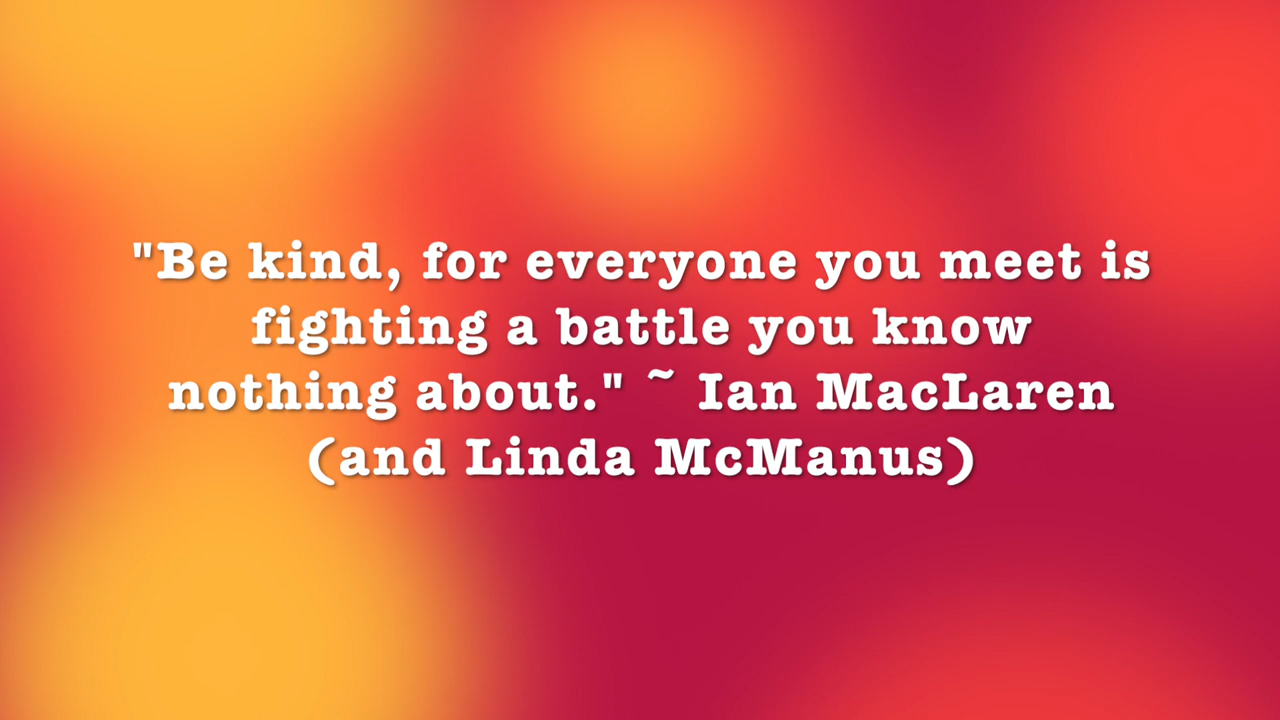 "Be kind, for everyone you meet is
fighting a battle you know
nothing about." ~ Ian MacLaren
(and Linda McManus)